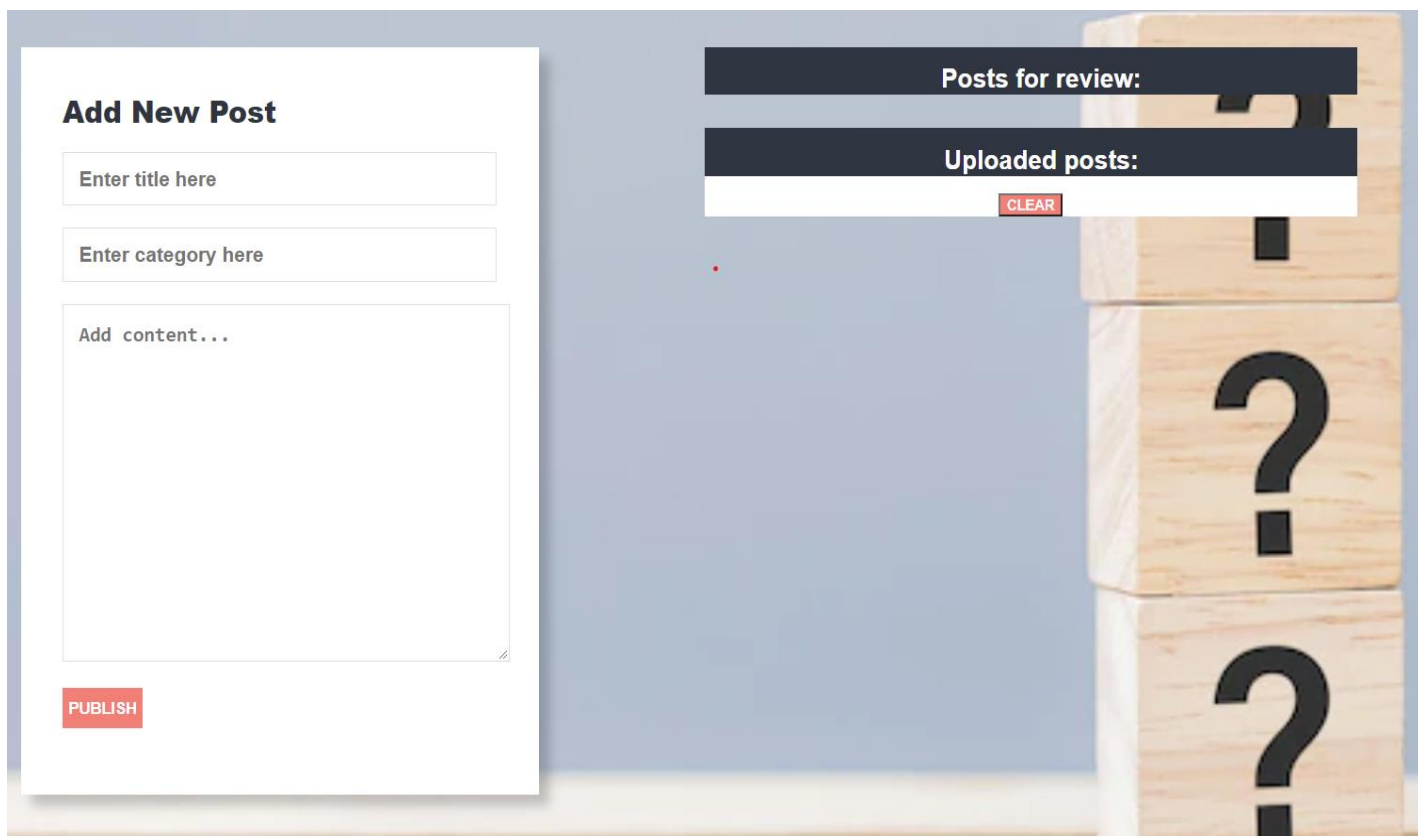 Add New Post
Enter title here
Enter category here
Add content...
PUBLISH
Posts for review:
Uploaded posts:
CLEAR
?
?
?